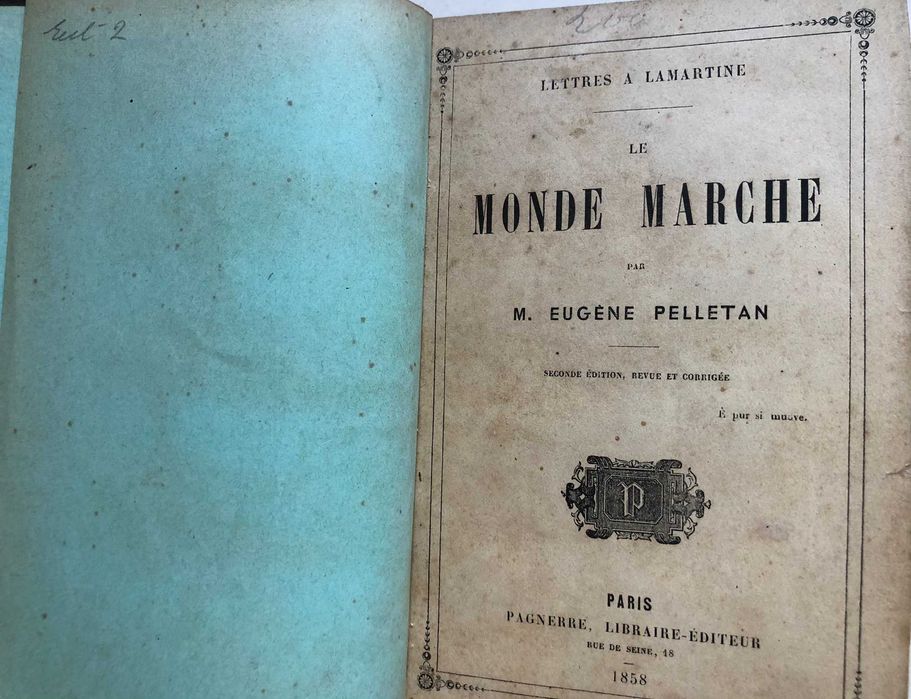 LETTRES A LAMARTINE
LE
MONDE MARCHE
PAR
M. EUGÈNE PELLETAN
SECONDE ÉDITION, REVUE ET CORRIGÉE
È pur si muove.
P
PARIS
PAGNERRE, LIBRAIRE-ÉDITEUR
RUE DE SEINE, 18
1858